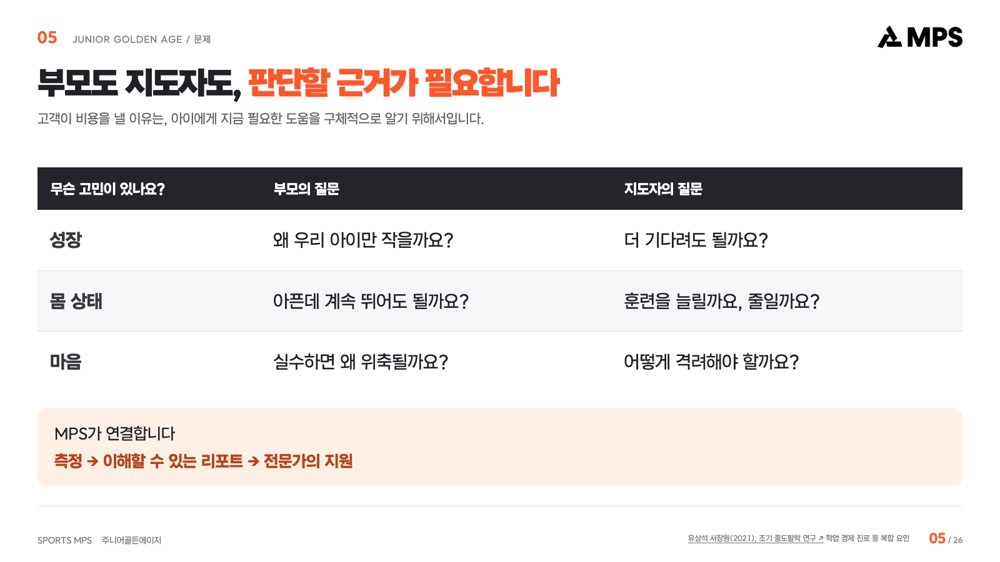 05 JUNIOR GOLDEN AGE / 문제
MPS
부모도 지도자도, 판단할 근거가 필요합니다
고객이 비용을 낼 이유는, 아이에게 지금 필요한 도움을 구체적으로 알기 위해서입니다.
무슨 고민이 있나요? 부모의 질문 지도자의 질문
성장 왜 우리 아이만 작을까요? 더 기다려도 될까요?
몸 상태 아픈데 계속 뛰어도 될까요? 훈련을 늘릴까요, 줄일까요?
마음 실수하면 왜 위축될까요? 어떻게 격려해야 할까요?
MPS가 연결합니다
측정 → 이해할 수 있는 리포트 → 전문가의 지원
SPORTS MPS 주니어골든에이지
유상석 서장원(2021), 조기 중도탈락 연구 ↗ 학업 경제 진로 등 복합 요인
05 / 26